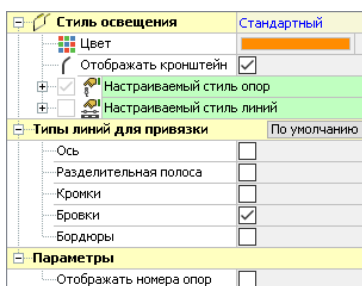 Стиль освещения Стандартный
Цвет
Отображать кронштейн
Настраиваемый стиль опор
Настраиваемый стиль линий
Типы линий для привязки По умолчанию
Ось
Разделительная полоса
Кромки
Бровки
Бордюры
Параметры
Отображать номера опор